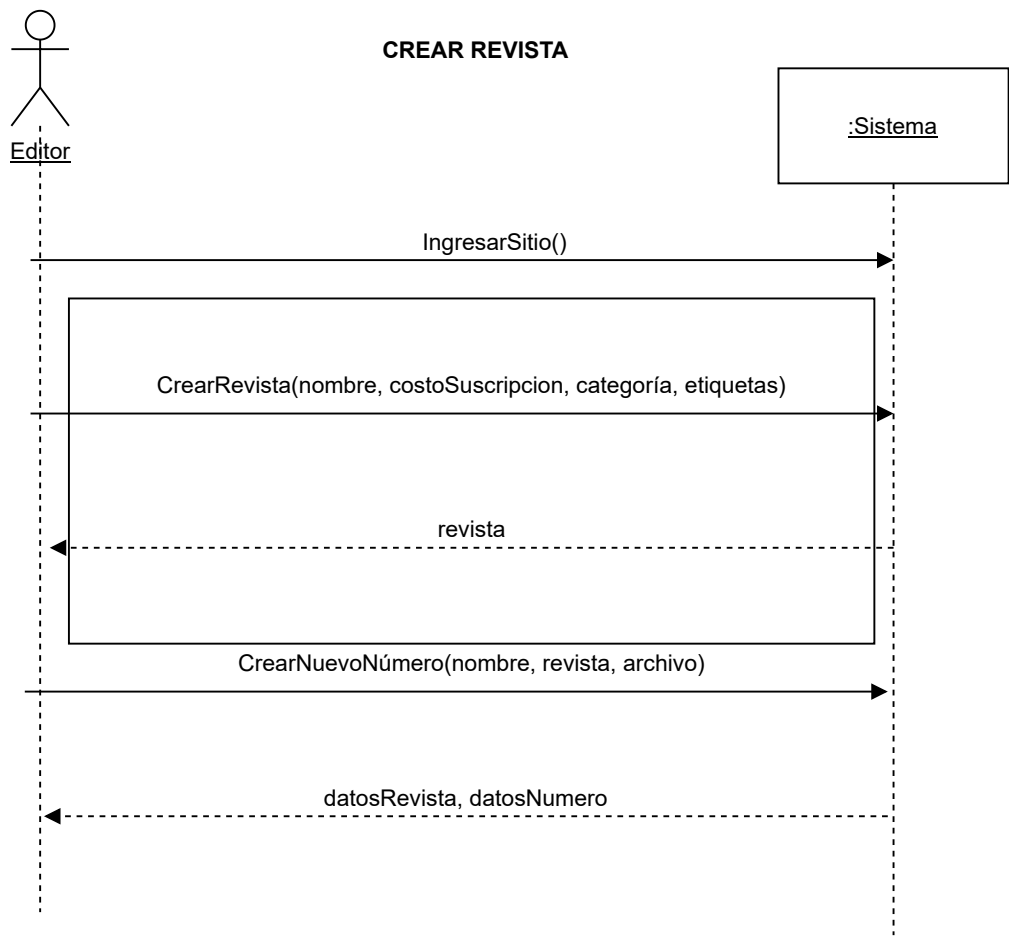 CREAR REVISTA
:Sistema
Editor
IngresarSitio()
CrearRevista(nombre, costoSuscripcion, categoría, etiquetas)
revista
CrearNuevoNúmero(nombre, revista, archivo)
datosRevista, datosNumero